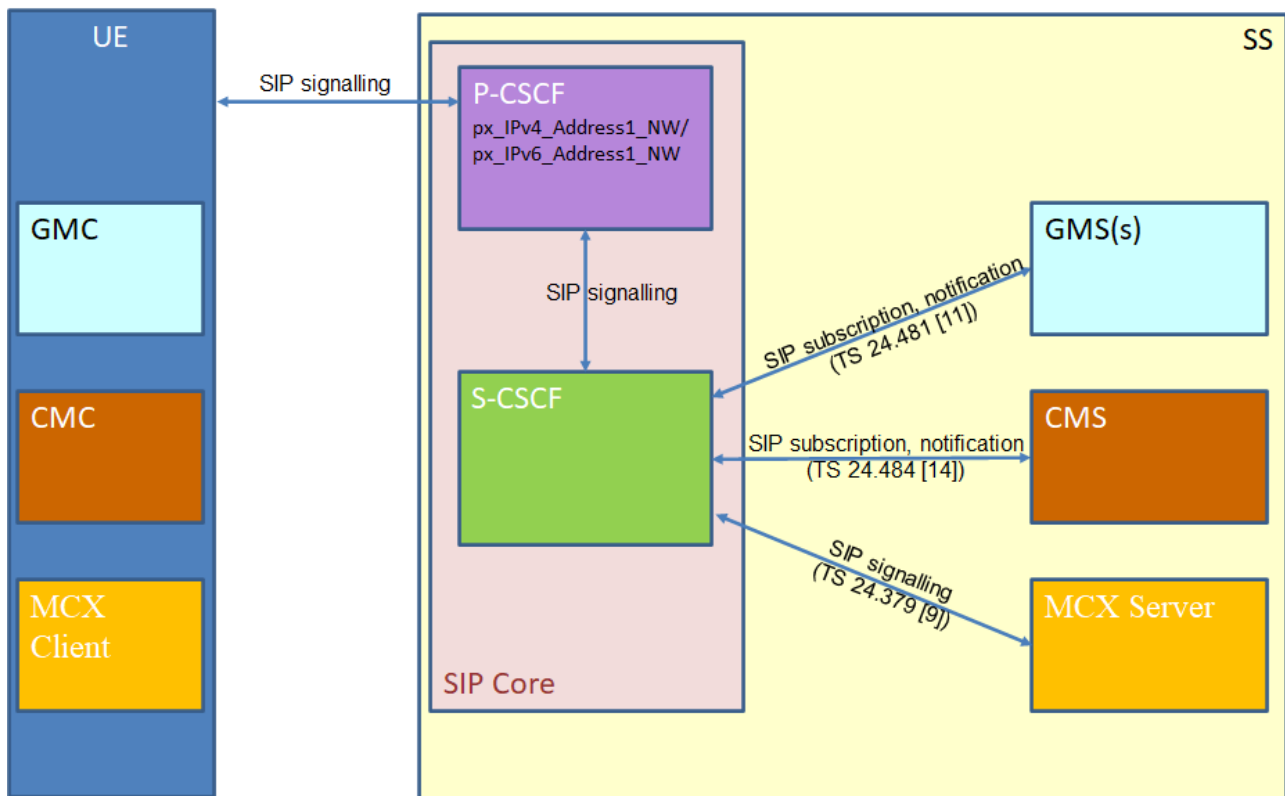 UE
SS
SIP signalling
P-CSCF
px_IPv4_Address1_NW/
px_IPv6_Address1_NW
GMC
GMS(s)
SIP signalling
SIP subscription, notification
(TS 24.481 [11])
CMC
S-CSCF
CMS
SIP subscription, notification
(TS 24.484 [14])
SIP signalling
(TS 24.379 [9])
MCX
Client
MCX Server
SIP Core